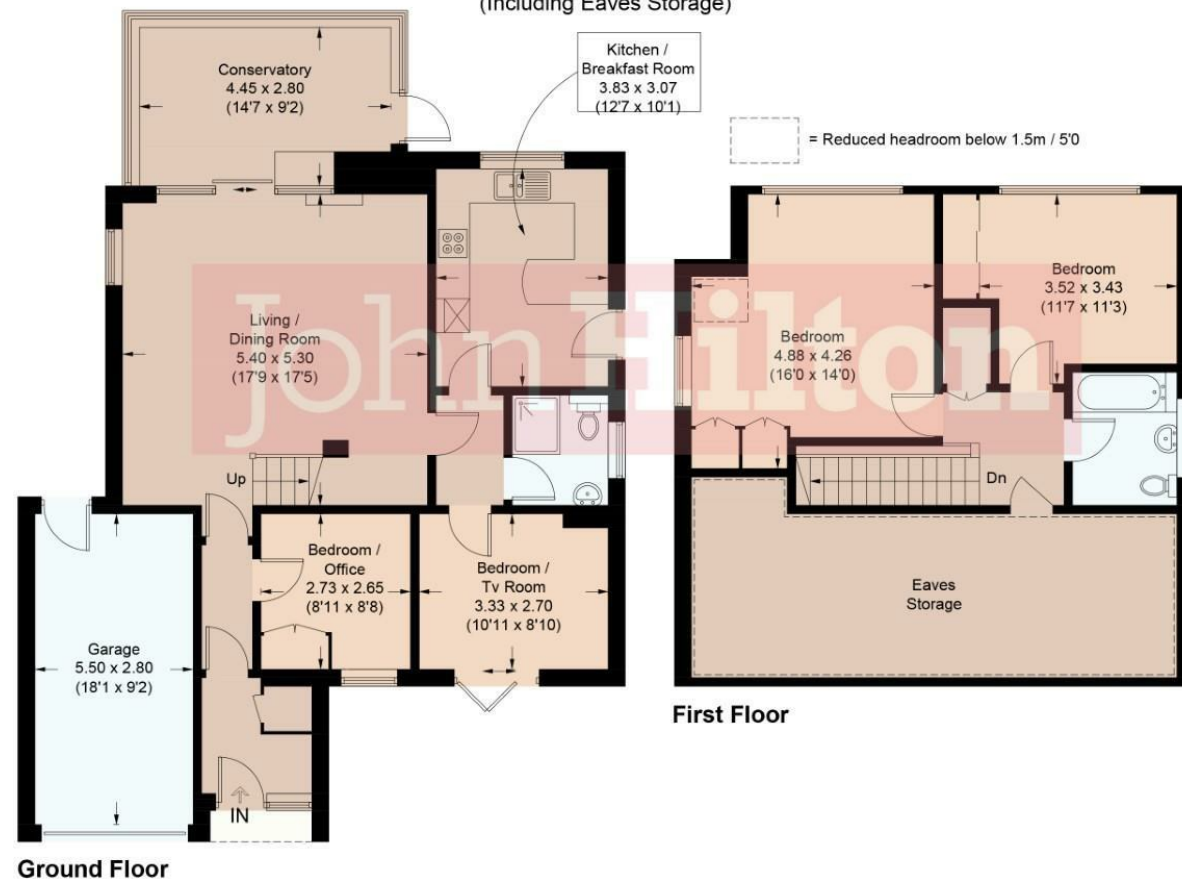 (Including Eaves Storage)
Conservatory
4.45 x 2.80
(14'7 x 9'2)
Kitchen /
Breakfast Room
3.83 x 3.07
(12'7 x 10'1)
= Reduced headroom below 1.5m / 5'0
Living /
Dining Room
5.40 x 5.30
(17'9 x 17'5)
Bedroom
4.88 x 4.26
(16'0 x 14'0)
Bedroom
3.52 x 3.43
(11'7 x 11'3)
John Hilton
Up
Dn
Bedroom /
Office
2.73 x 2.65
(8'11 x 8'8)
Bedroom /
Tv Room
3.33 x 2.70
(10'11 x 8'10)
Eaves
Storage
Garage
5.50 x 2.80
(18'1 x 9'2)
IN
First Floor
Ground Floor